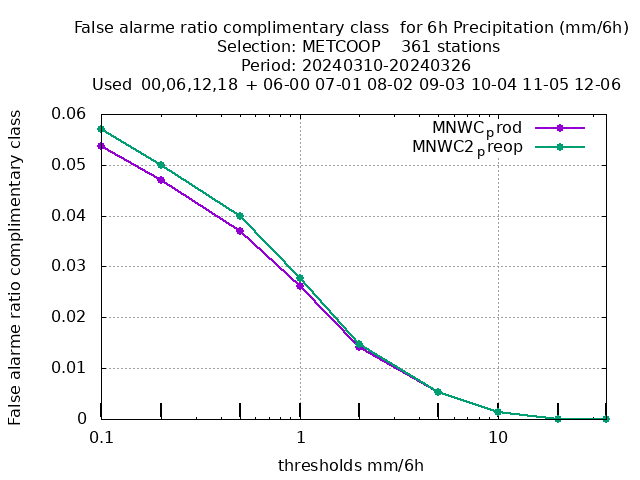 False alarme ratio complimentary class  for 6h Precipitation (mm/6h)
Selection: METCOOP    361 stations
Period: 20240310-20240326
Used  00,06,12,18  + 06-00 07-01 08-02 09-03 10-04 11-05 12-06
False alarme ratio complimentary class
MNWC_prod
MNWC2_preop
0.06
0.05
0.04
0.03
0.02
0.01
0
0.1 1 10
thresholds mm/6h